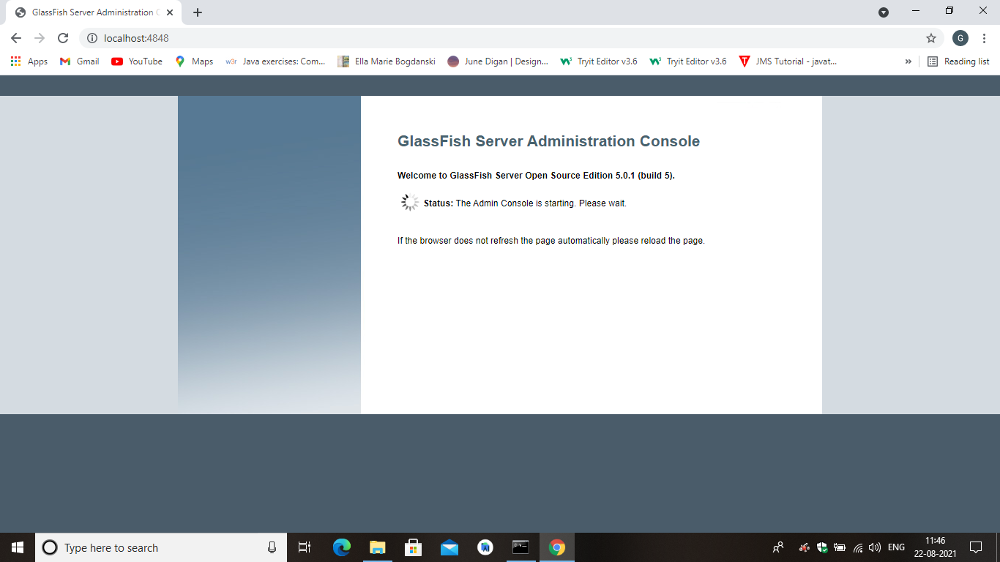 GlassFish Server Administration C
localhost:4848
G
Apps
Gmail
YouTube
Maps
w3r
Java exercises: Com...
Ella Marie Bogdanski
June Digan | Design...
Tryit Editor v3.6
Tryit Editor v3.6
JMS Tutorial - javat...
»
Reading list
GlassFish Server Administration Console
Welcome to GlassFish Server Open Source Edition 5.0.1 (build 5).
Status: The Admin Console is starting. Please wait.
If the browser does not refresh the page automatically please reload the page.
Type here to search
ENG
11:46
22-08-2021